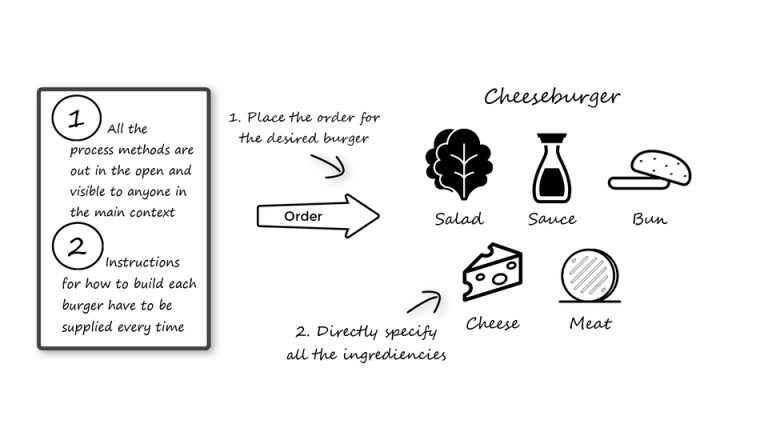 1
All the
process methods are
out in the open and
visible to anyone in
the main context
2
Instructions
for how to build each
burger have to be
supplied every time
1. Place the order for
the desired burger
Order
2. Directly specify
all the ingrediencies
Cheeseburger
Salad Sauce Bun
Cheese Meat